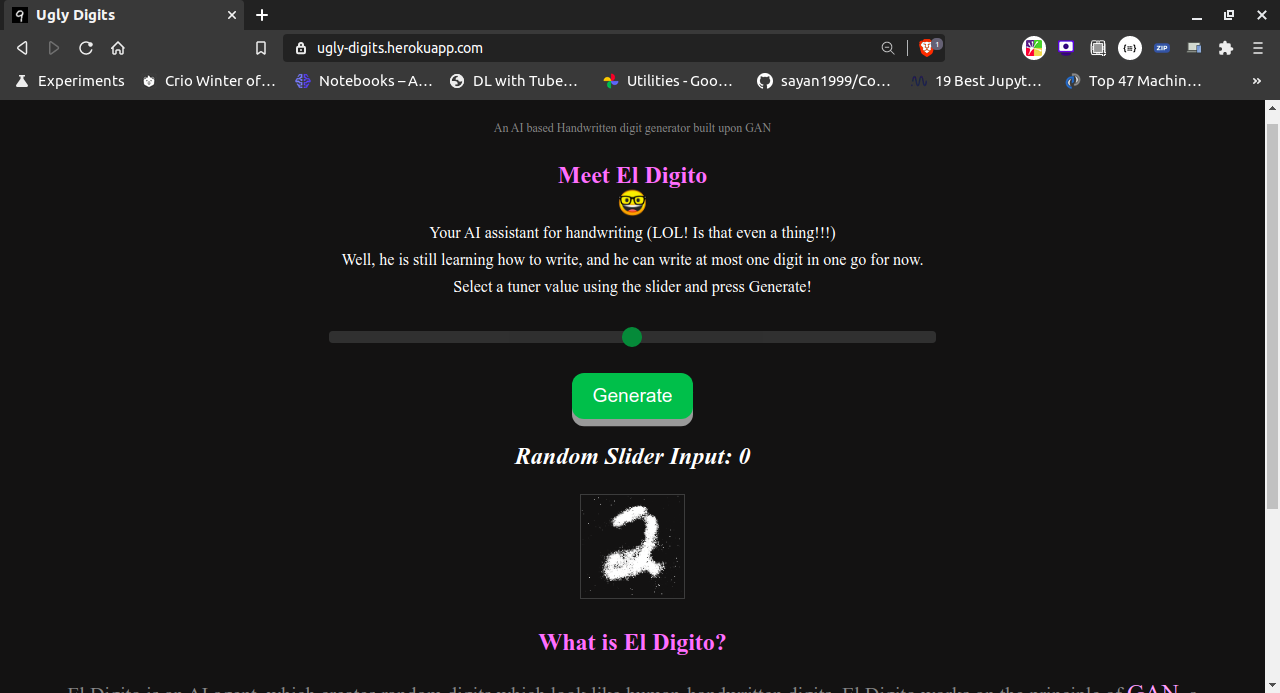 Ugly Digits
ugly-digits.herokuapp.com
1
Experiments
Crio Winter of…
Notebooks – A…
DL with Tube…
Utilities - Goo…
sayan1999/Co…
19 Best Jupyt…
Top 47 Machin…
»
An AI based Handwritten digit generator built upon GAN
Meet El Digito
Your AI assistant for handwriting (LOL! Is that even a thing!!!)
Well, he is still learning how to write, and he can write at most one digit in one go for now.
Select a tuner value using the slider and press Generate!
Generate
Random Slider Input: 0
2
What is El Digito?
El Digito is an AI agent, which creates random digits which look like human-handwritten digits. El Digito works on the principle of GAN